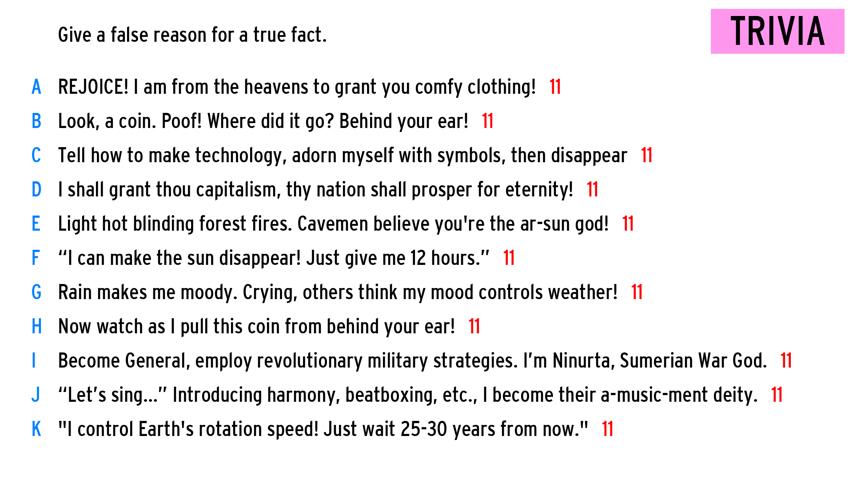 Give a false reason for a true fact.
TRIVIA
A REJOICE! I am from the heavens to grant you comfy clothing! 11
B Look, a coin. Poof! Where did it go? Behind your ear! 11
C Tell how to make technology, adorn myself with symbols, then disappear 11
D I shall grant thou capitalism, thy nation shall prosper for eternity! 11
E Light hot blinding forest fires. Cavemen believe you're the ar-sun god! 11
F “I can make the sun disappear! Just give me 12 hours.” 11
G Rain makes me moody. Crying, others think my mood controls weather! 11
H Now watch as I pull this coin from behind your ear! 11
I Become General, employ revolutionary military strategies. I’m Ninurta, Sumerian War God. 11
J “Let’s sing...” Introducing harmony, beatboxing, etc., I become their a-music-ment deity. 11
K "I control Earth's rotation speed! Just wait 25-30 years from now." 11